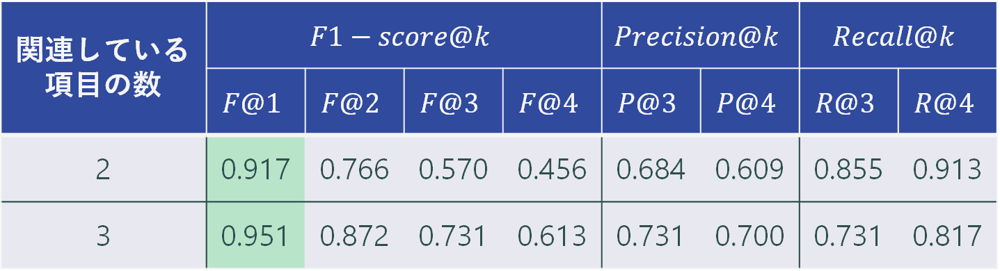 関連している
項目の数
F1 − score@k Precision@k Recall@k
F@1 F@2 F@3 F@4 P@3 P@4 R@3 R@4
2 0.917 0.766 0.570 0.456 0.684 0.609 0.855 0.913
3 0.951 0.872 0.731 0.613 0.731 0.700 0.731 0.817